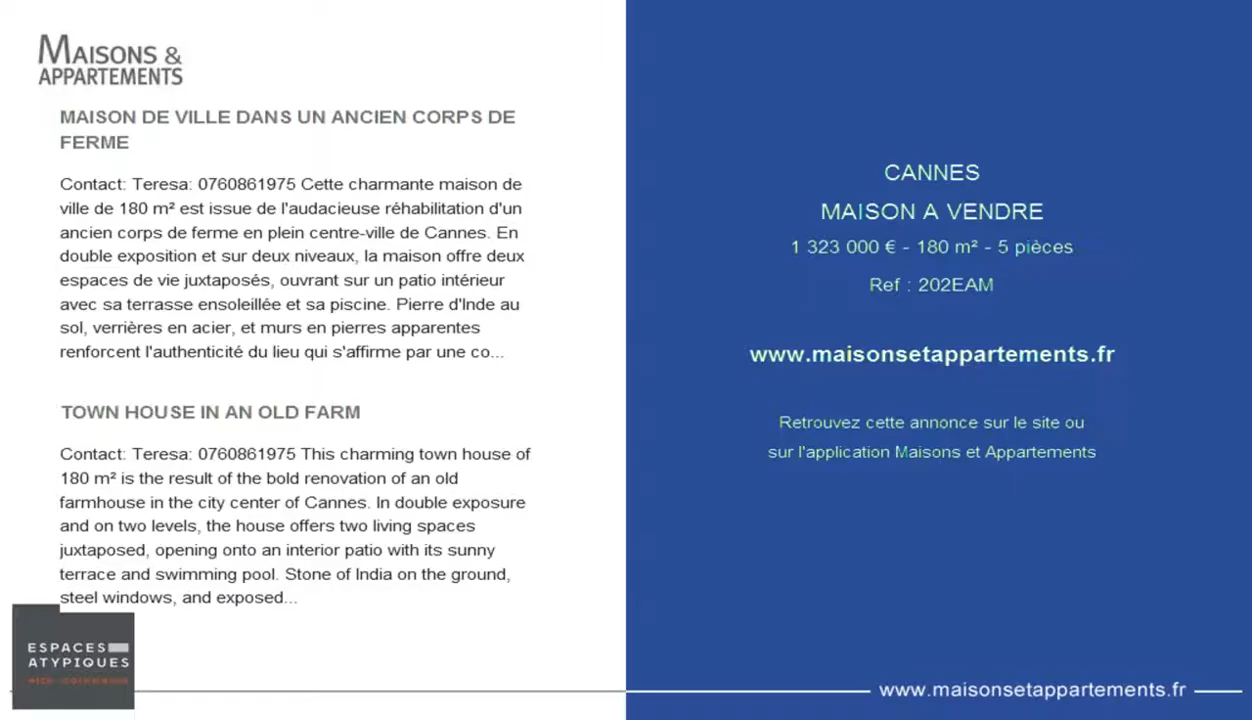 MAISONS &
APPARTEMENTS
MAISON DE VILLE DANS UN ANCIEN CORPS DE
FERME
Contact: Teresa: 0760861975 Cette charmante maison de
ville de 180 m² est issue de l'audacieuse réhabilitation d'un
ancien corps de ferme en plein centre-ville de Cannes. En
double exposition et sur deux niveaux, la maison offre deux
espaces de vie juxtaposés, ouvrant sur un patio intérieur
avec sa terrasse ensoleillée et sa piscine. Pierre d'Inde au
sol, verrières en acier, et murs en pierres apparentes
renforcent l'authenticité du lieu qui s'affirme par une co...
TOWN HOUSE IN AN OLD FARM
Contact: Teresa: 0760861975 This charming town house of
180 m² is the result of the bold renovation of an old
farmhouse in the city center of Cannes. In double exposure
and on two levels, the house offers two living spaces
juxtaposed, opening onto an interior patio with its sunny
terrace and swimming pool. Stone of India on the ground,
steel windows, and exposed...
ESPACES
ATYPIQUES
CANNES
MAISON A VENDRE
1 323 000 € - 180 m² - 5 pièces
Ref : 202EAM
www.maisonsetappartements.fr
Retrouvez cette annonce sur le site ou
sur l'application Maisons et Appartements
www.maisonsetappartements.fr